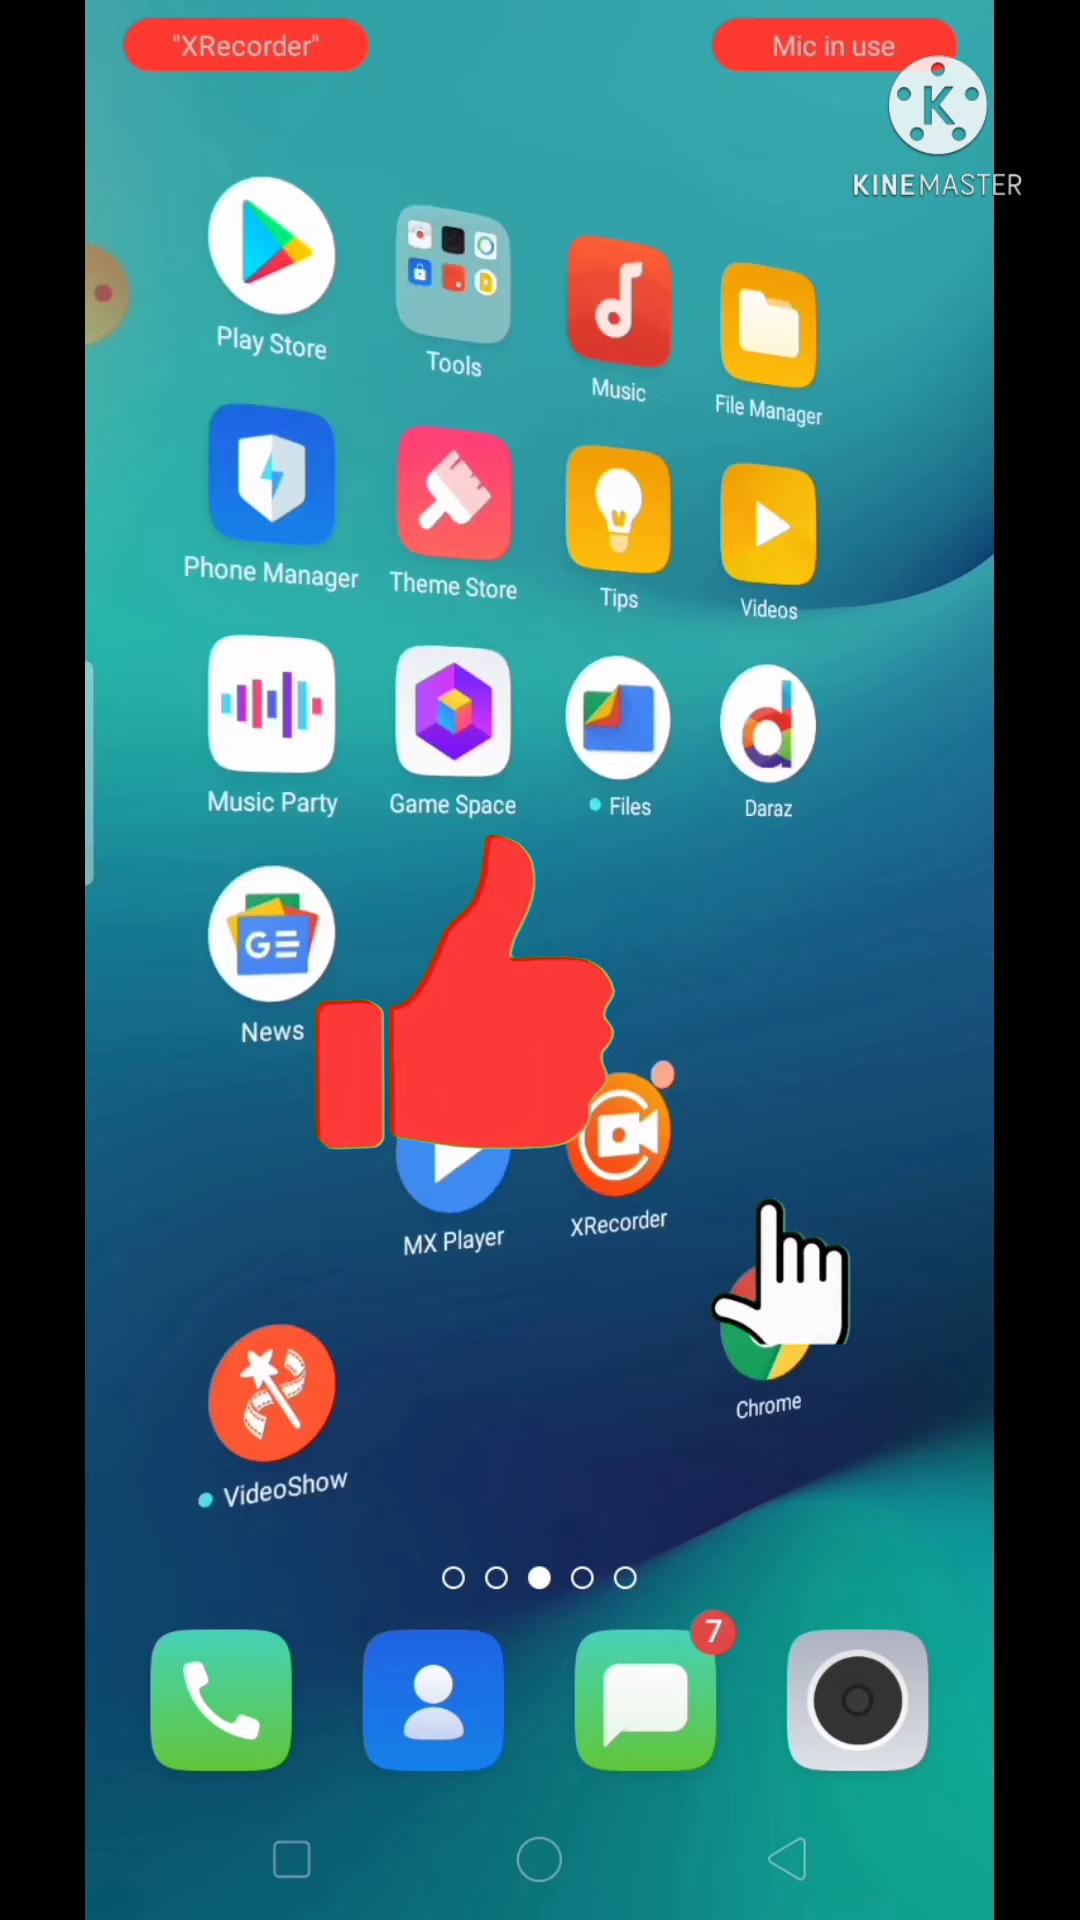 "XRecorder"
Mic in use
K
KINEMASTER
Play Store
Tools
Music
File Manager
Phone Manager
Theme Store
Tips
Videos
Music Party
Game Space
Files
Daraz
GE
News
MX Player
XRecorder
Chrome
VideoShow
7